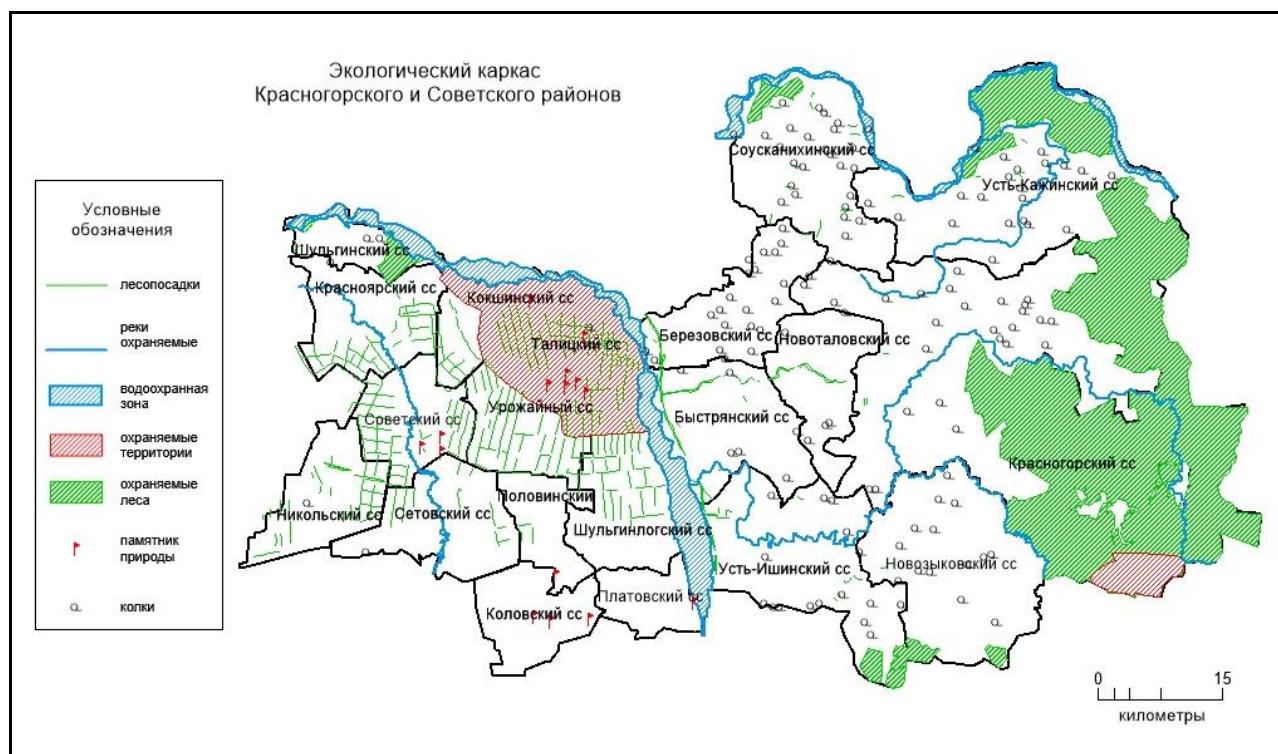 Экологический каркас
Красногорского и Советского районов
Условные
обозначения
лесопосадки
реки
охраняемые
водоохранная
зона
охраняемые
территории
охраняемые
леса
памятник
природы
колки
Соусканихинский сс
Усть-Кажинский сс
Шульгинский сс
Красноярский сс
Кокшинский сс
Талицкий сс
Березовский сс
Новоталовский сс
Урожайный сс
Советский сс
Быстрянский сс
Красногорский сс
Половинский
Никольский сс
Сетовский сс
Шульгинлогский сс
Усть-Ишинский сс
Новозыковский сс
Платовский сс
Коловский сс
0 15
километры